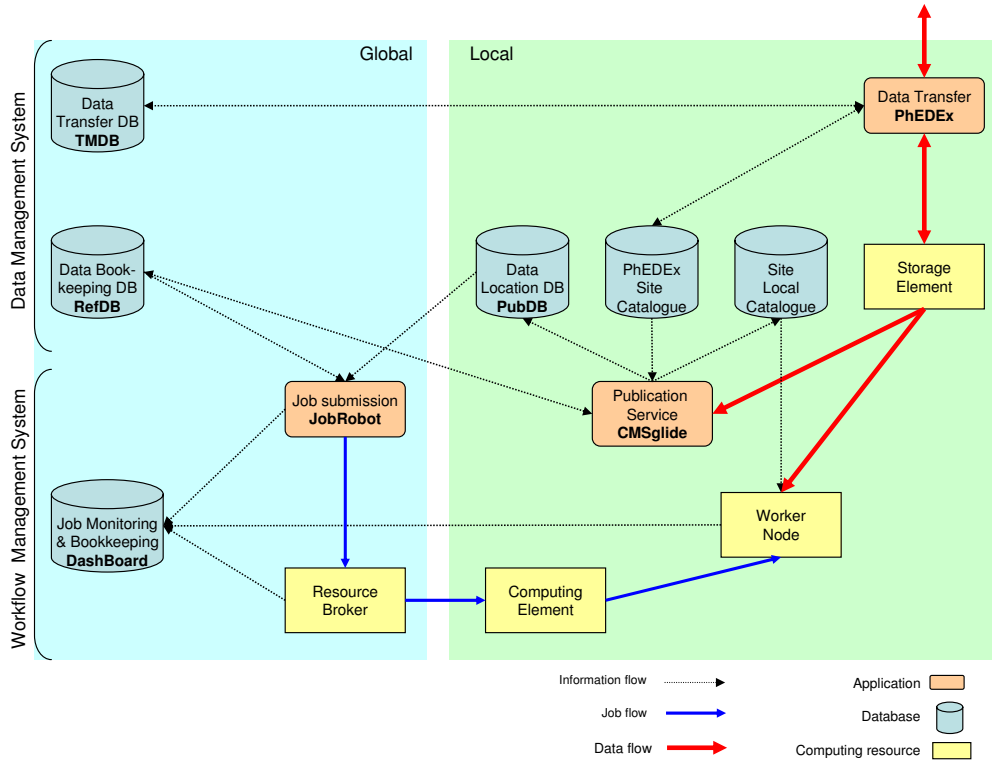 Global
Local
Data Management System
Data
Transfer DB
TMDB
Data Transfer
PhEDEx
Data Book-
keeping DB
RefDB
Data
Location DB
PubDB
PhEDEx
Site
Catalogue
Site
Local
Catalogue
Storage
Element
Workflow Management System
Job submission
JobRobot
Publication
Service
CMSglide
Job Monitoring
& Bookkeeping
DashBoard
Worker
Node
Resource
Broker
Computing
Element
Information flow
Application
Job flow
Database
Data flow
Computing resource